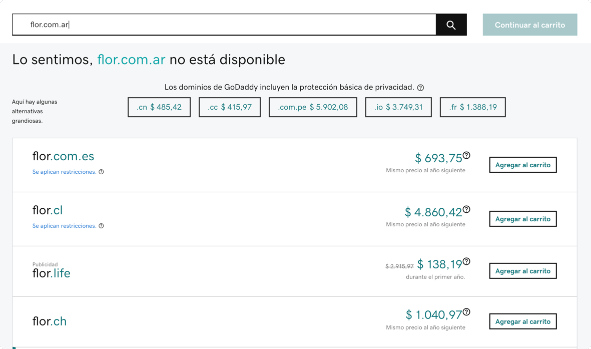 flor.com.ar
Continuar al carrito
Lo sentimos, flor.com.ar no está disponible
Los dominios de GoDaddy incluyen la protección básica de privacidad.
Aquí hay algunas
alternativas
grandiosas.
.cn $ 485,42
.cc $ 415,97
.com.pe $ 5.902,08
.io $ 3.749,31
.fr $ 1.388,19
flor.com.es
Se aplican restricciones.
$ 693,75
Mismo precio al año siguiente
Agregar al carrito
flor.cl
Se aplican restricciones.
$ 4.860,42
Mismo precio al año siguiente
Agregar al carrito
Publicidad
flor.life
$ 2.915,97 $ 138,19
durante el primer año.
Agregar al carrito
flor.ch
$ 1.040,97
Mismo precio al año siguiente
Agregar al carrito